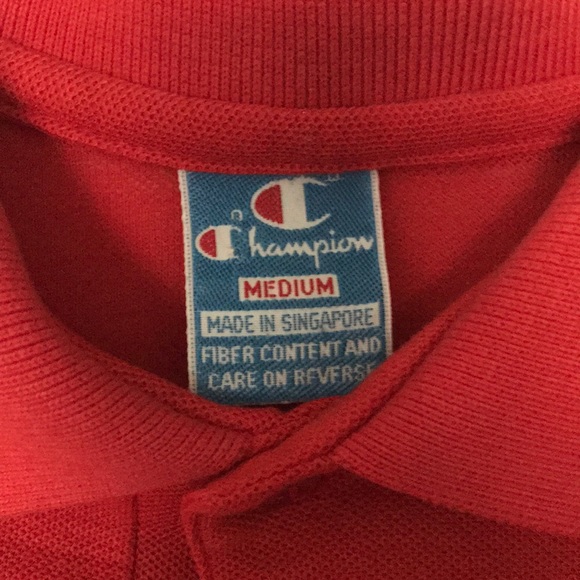 Champion
MEDIUM
MADE IN SINGAPORE
FIBER CONTENT AND
CARE ON REVERSE